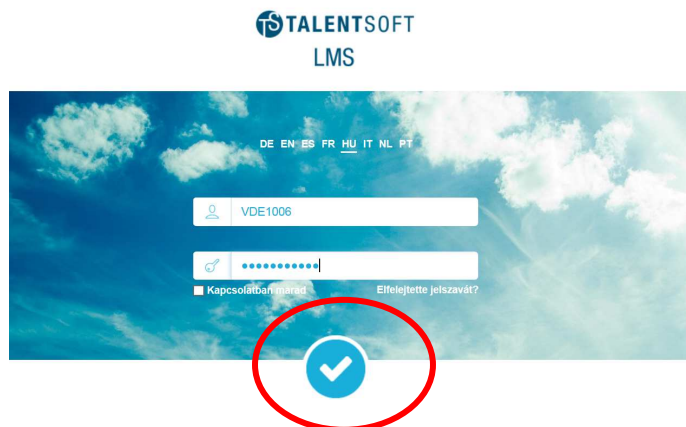 TALENTSOFT
LMS
DE EN ES FR HU IT NL PT
VDE1006
•••••••••••
Kapcsolatban marad
Elfelejtette jelszavát?